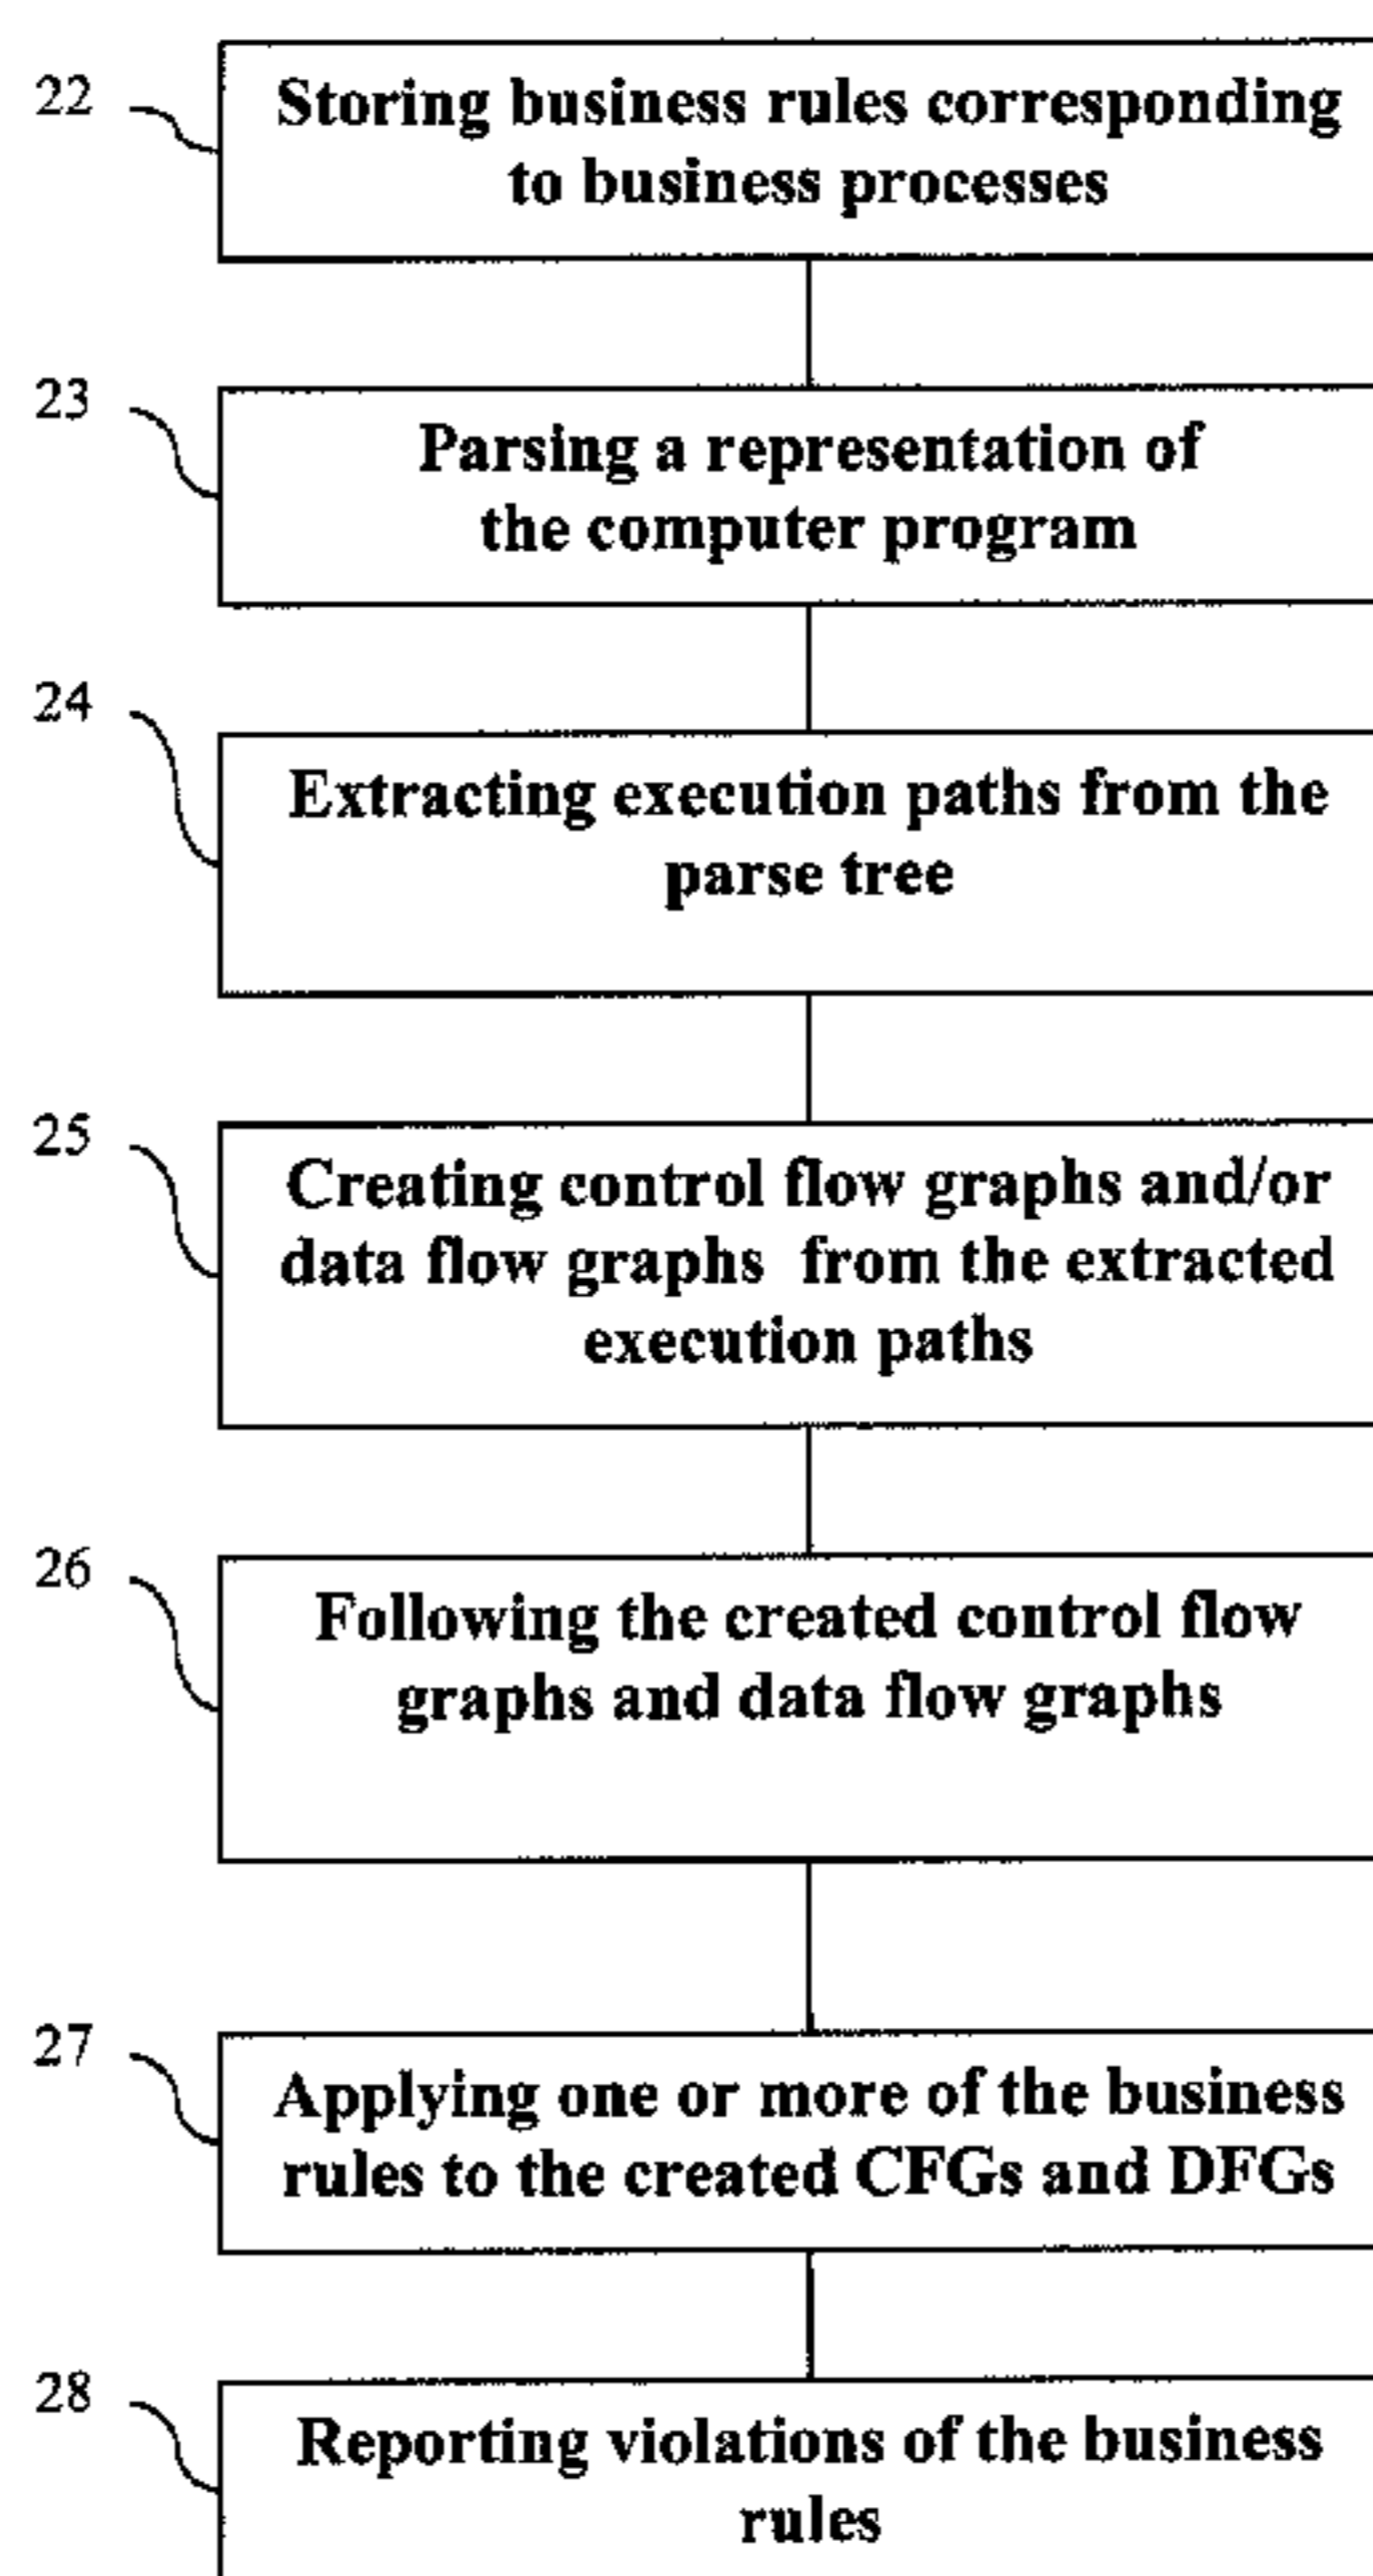 22
Storing business rules corresponding
to business processes
23
Parsing a representation of
the computer program
24
Extracting execution paths from the
parse tree
25
Creating control flow graphs and/or
data flow graphs from the extracted
execution paths
26
Following the created control flow
graphs and data flow graphs
27
Applying one or more of the business
rules to the created CFGs and DFGs
28
Reporting violations of the business
rules